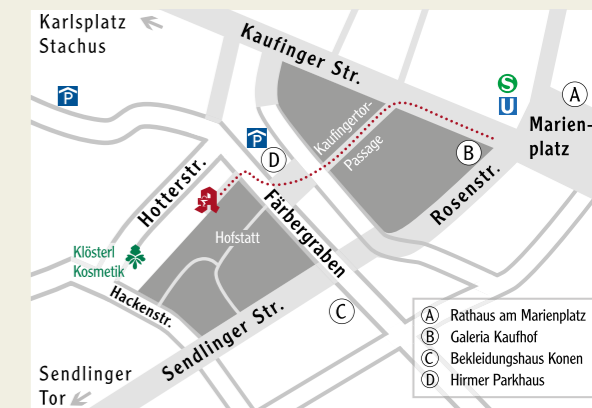 Karlsplatz
Stachus
Kaufinger Str.
P
S
U
A
Marien-
platz
Kaufingertor-
Passage
B
P
D
Rosenstr.
Hotterstr.
A
Färbergraben
Hofstatt
Klösterl
Kosmetik
Hackenstr.
C
Sendlinger Str.
A Rathaus am Marienplatz
B Galeria Kaufhof
C Bekleidungshaus Konen
D Hirmer Parkhaus
Sendlinger
Tor